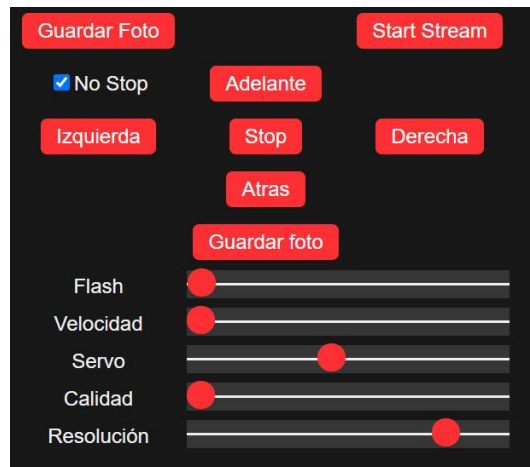 Guardar Foto Start Stream
No Stop Adelante
Izquierda Stop Derecha
Atras
Guardar foto
Flash
Velocidad
Servo
Calidad
Resolución